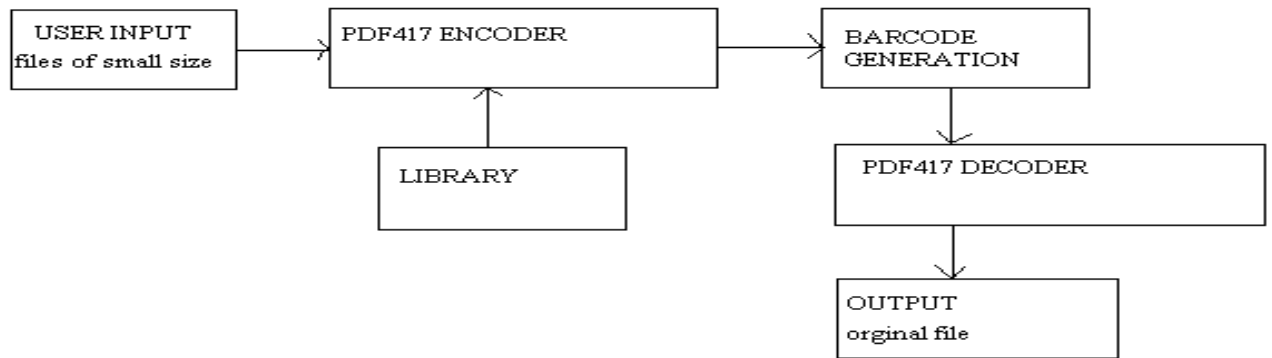 USER INPUT
files of small size
PDF417 ENCODER
BARCODE
GENERATION
LIBRARY
PDF417 DECODER
OUTPUT
orginal file